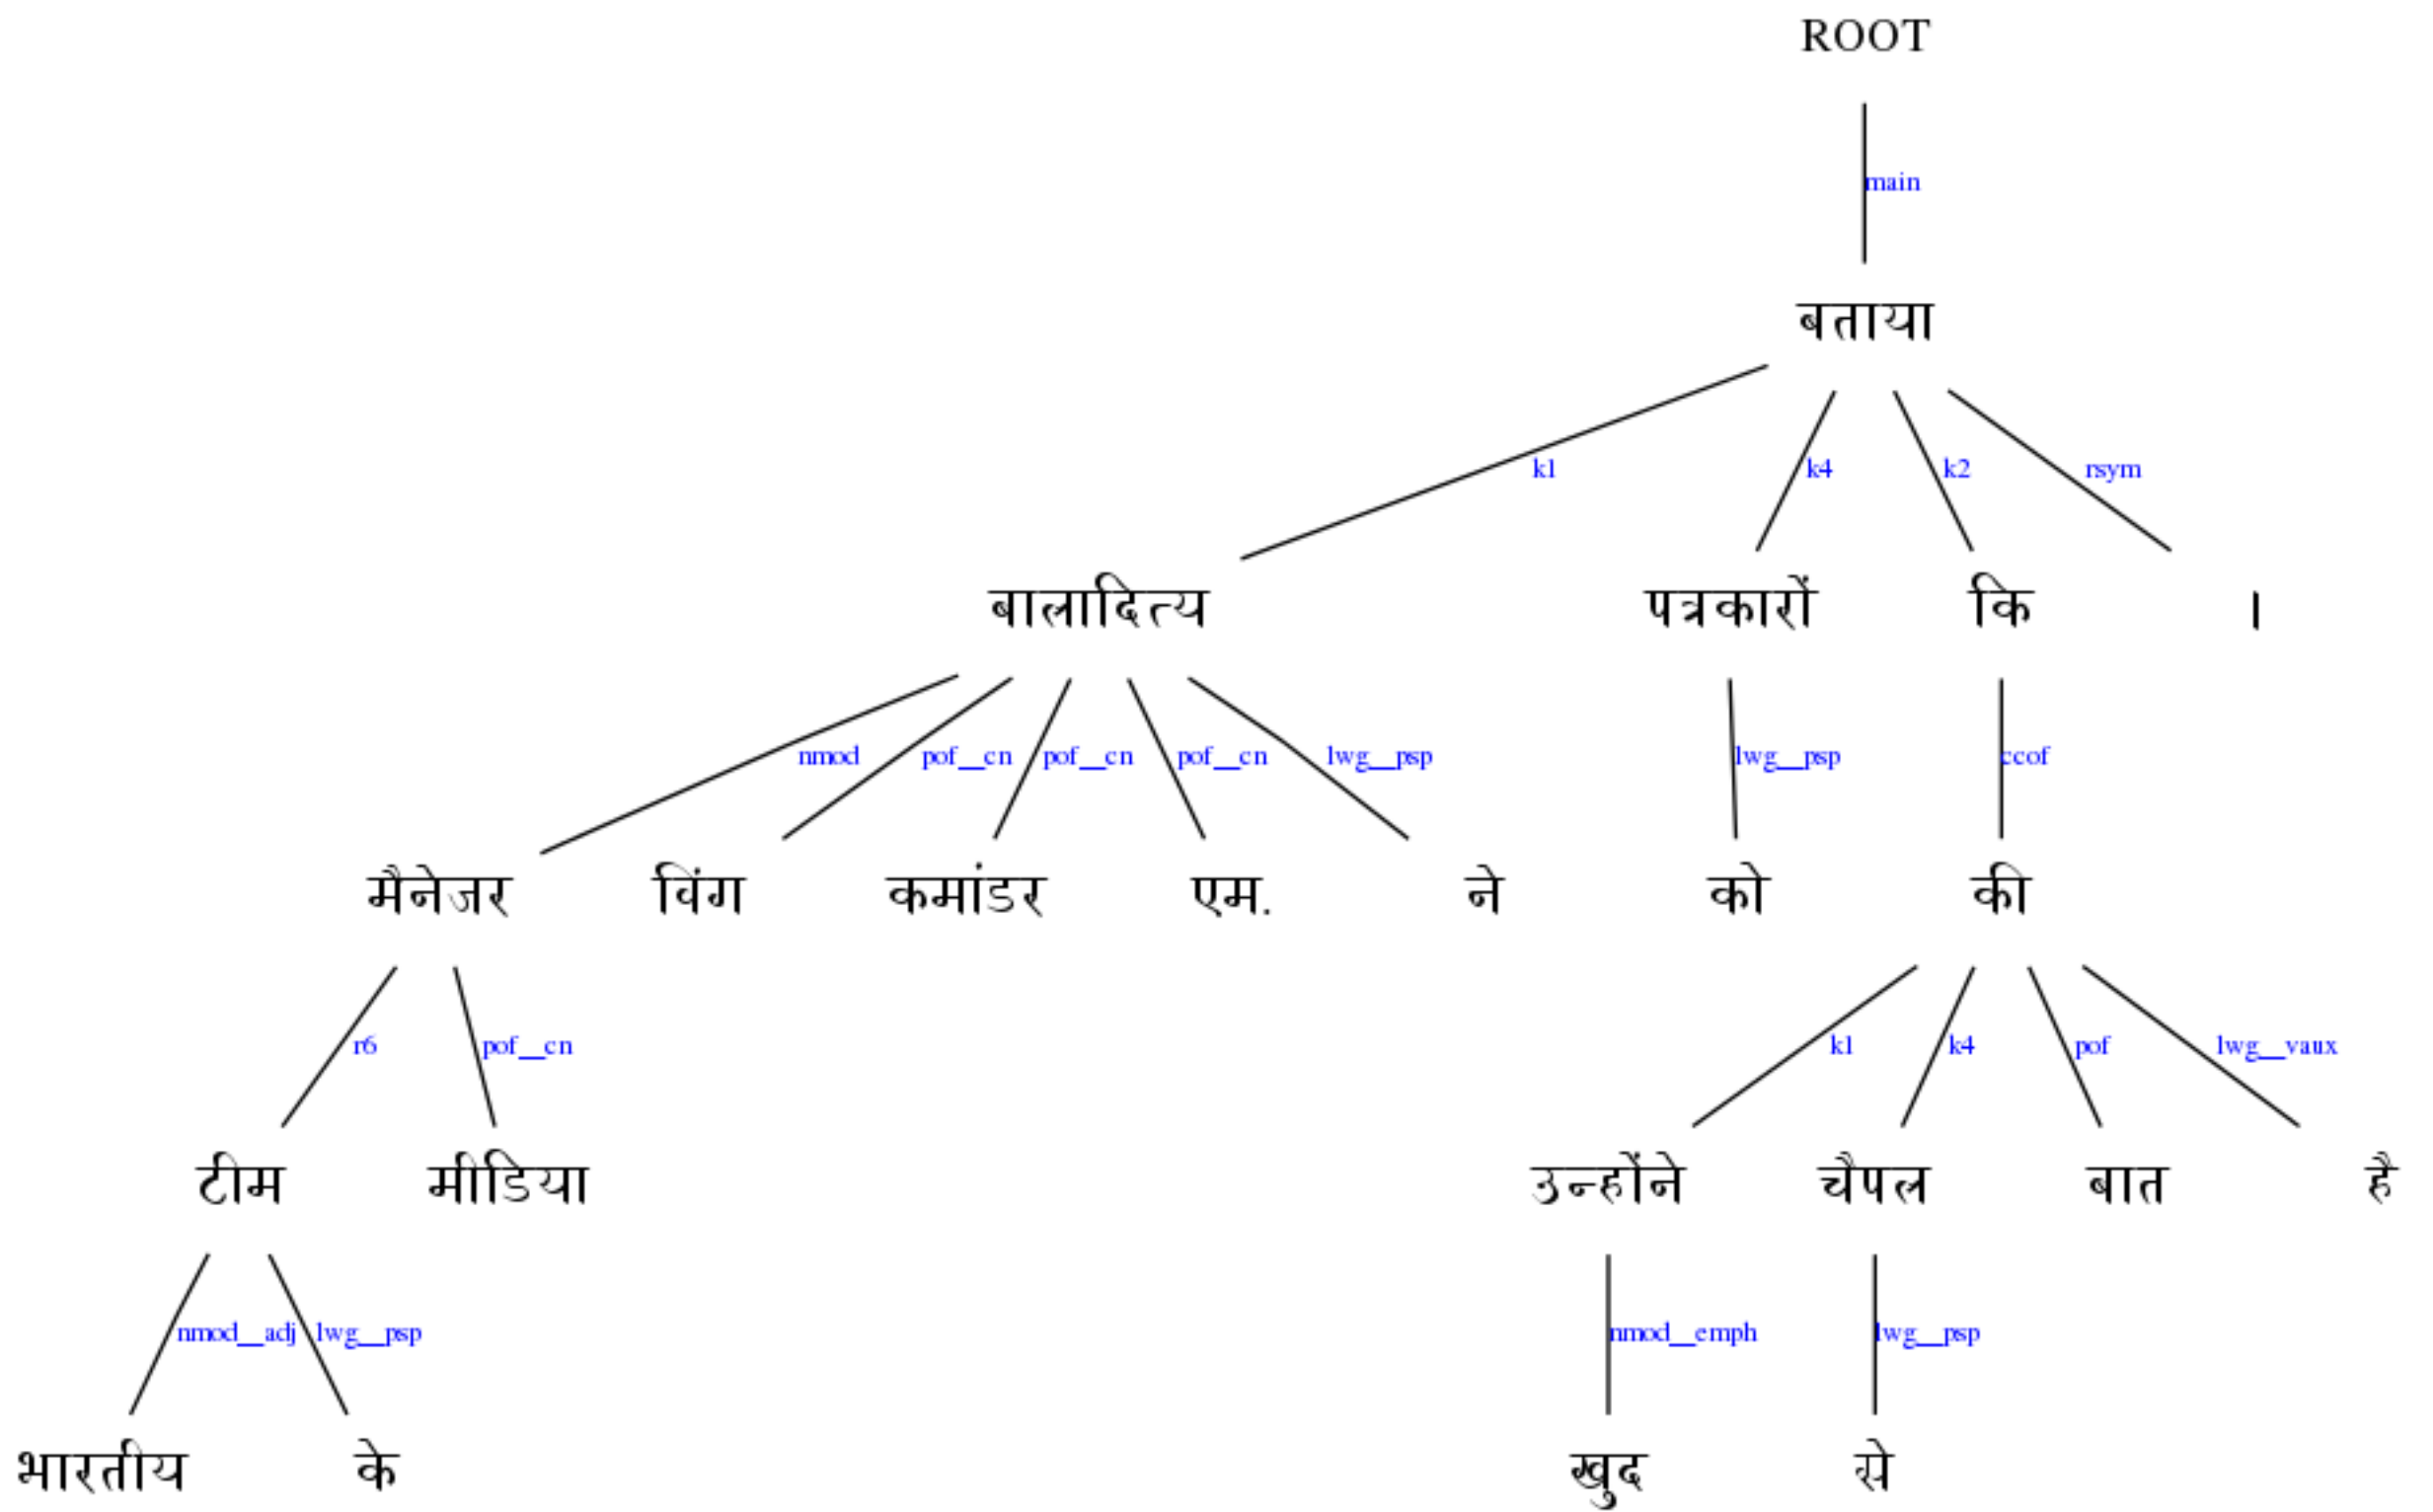 ROOT
main
बताया
k1 k4 k2 rsym
बालादित्य पत्रकारों कि ।
nmod pof__cn pof__cn pof__cn lwg__psp lwg__psp ccof
मैनेजर विंग कमांडर एम. ने को की
r6 pof__cn k1 k4 pof lwg__vaux
टीम मीडिया उन्होंने चैपल बात है
nmod__adj lwg__psp nmod__emph lwg__psp
भारतीय के खुद से